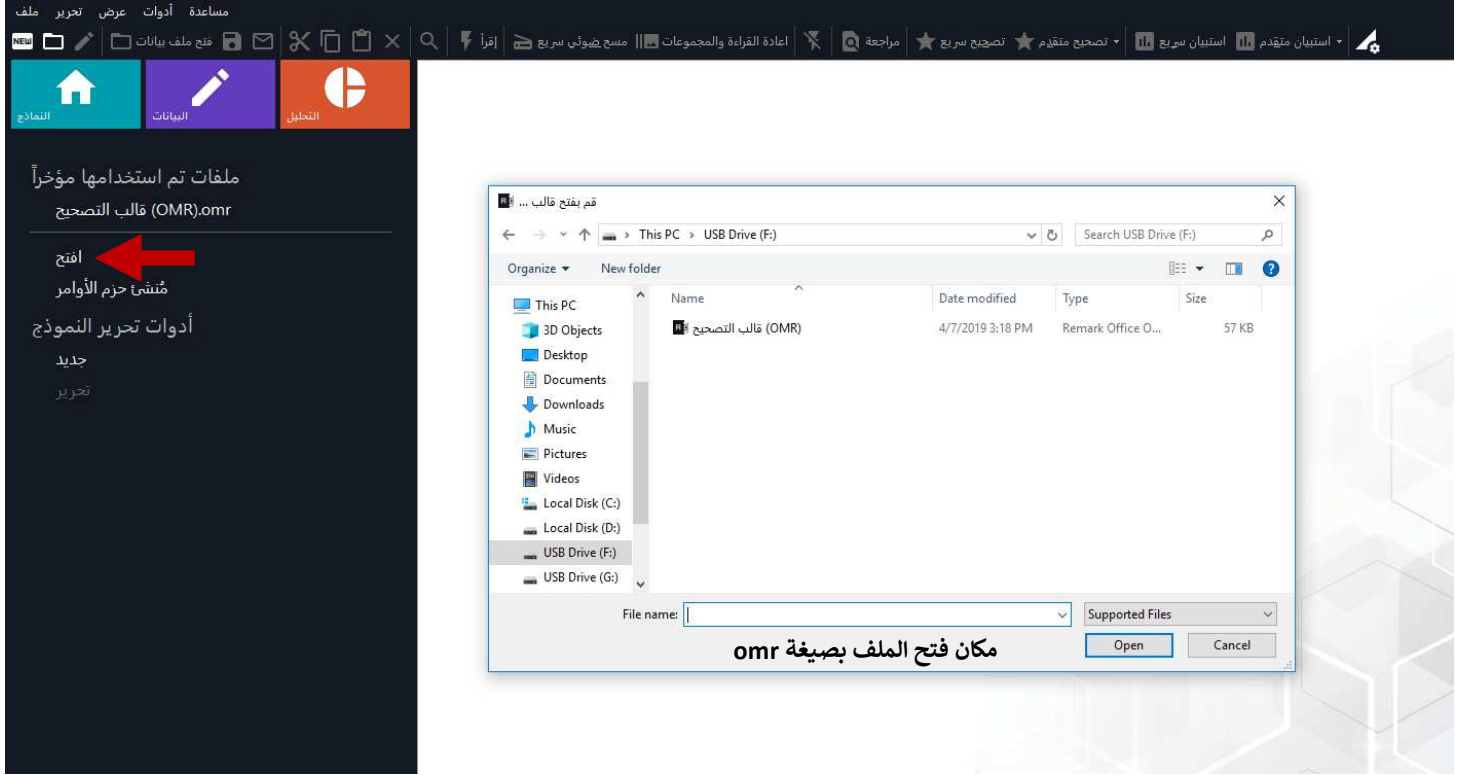 ملف تحرير عرض أدوات مساعدة
NEW فتح ملف بيانات إقرأ مسح ضوئي سريع اعادة القراءة والمجموعات مراجعة تصحيح سريع تصحيح متقدم استبيان سريع استبيان متقدم
النماذج البيانات التحليل
ملفات تم استخدامها مؤخراً
قالب التصحيح (OMR).omr
افتح
مُنشئ حزم الأوامر
أدوات تحرير النموذج
جديد
تحرير
قم بفتح قالب ...
This PC > USB Drive (F:) Search USB Drive (F:)
Organize New folder
Name Date modified Type Size
قالب التصحيح (OMR) 4/7/2019 3:18 PM Remark Office O... 57 KB
This PC
3D Objects
Desktop
Documents
Downloads
Music
Pictures
Videos
Local Disk (C:)
Local Disk (D:)
USB Drive (F:)
USB Drive (G:)
File name: Supported Files
مكان فتح الملف بصيغة omr
Open Cancel